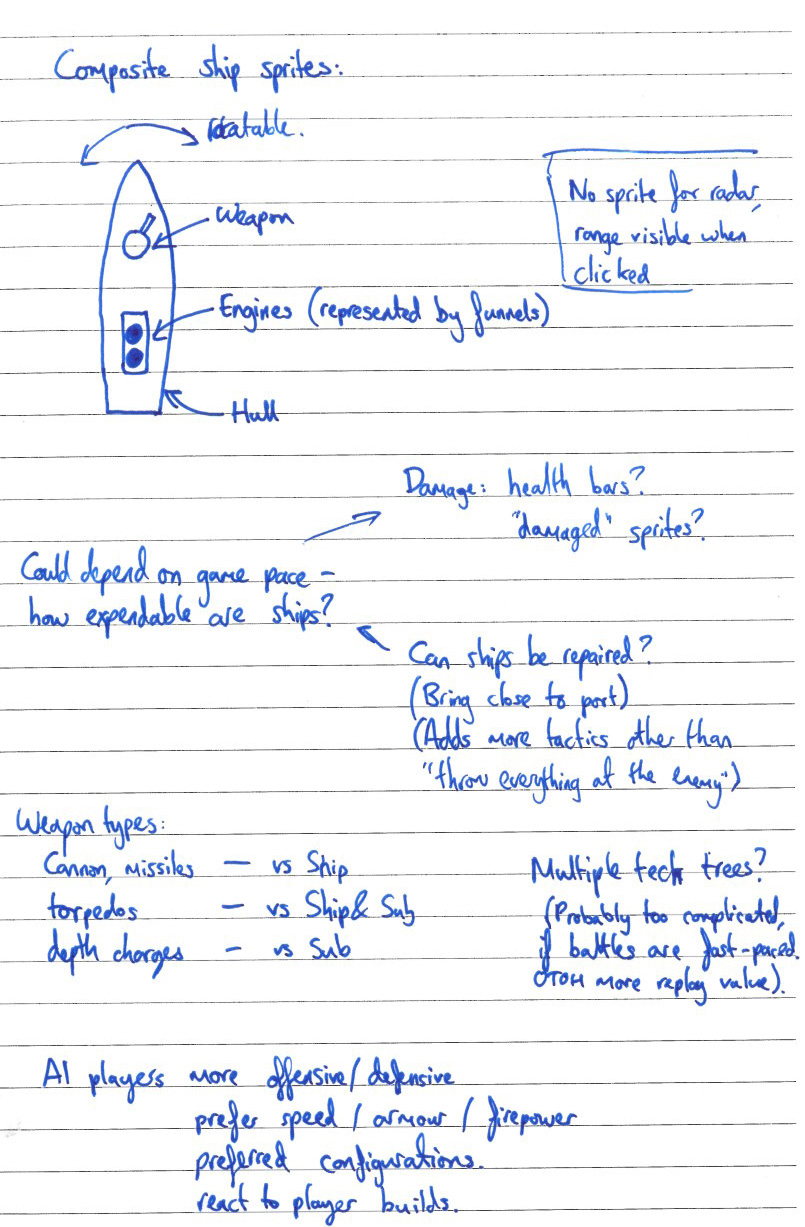 Composite ship sprites:
rotatable.
Weapon
No sprite for radar,
range visible when
clicked
Engines (represented by funnels)
Hull
Damage: health bars?
"damaged" sprites?
Could depend on game pace –
how expendable are ships?
Can ships be repaired?
(Bring close to port)
(Adds more tactics other than
"throw everything at the enemy")
Weapon types:
Cannon, missiles – vs Ship
torpedos – vs Ship & Sub
depth charges – vs Sub
Multiple tech trees?
(Probably too complicated,
if battles are fast-paced.
OTOH more replay value).
AI players more offensive/defensive
prefer speed / armour / firepower
preferred configurations.
react to player builds.